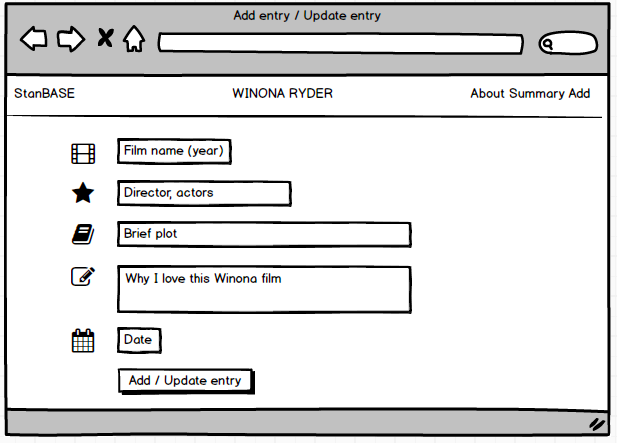 Add entry / Update entry
StanBASE WINONA RYDER About Summary Add
Film name (year)
Director, actors
Brief plot
Why I love this Winona film
Date
Add / Update entry